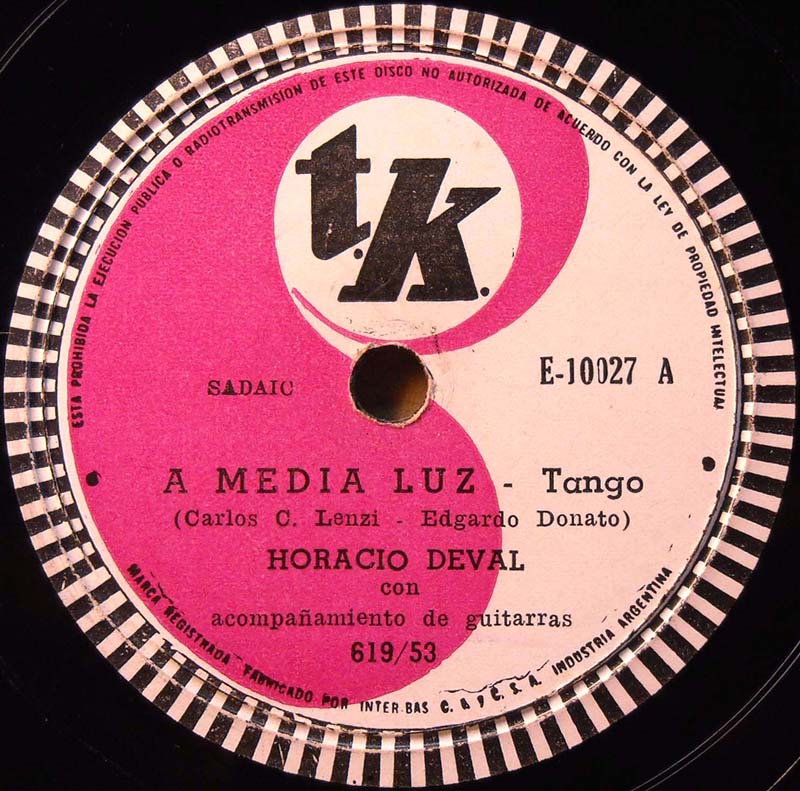 ESTA PROHIBIDA LA EJECUCION PUBLICA O RADIOTRANSMISION DE ESTE DISCO NO AUTORIZADA DE ACUERDO CON LA LEY DE PROPIEDAD INTELECTUAL
t.k.
SADAIC
E-10027 A
A MEDIA LUZ - Tango
(Carlos C. Lenzi - Edgardo Donato)
HORACIO DEVAL
con
acompañamiento de guitarras
619/53
MARCA REGISTRADA FABRICADO POR INTER BAS C. é I. S. A. INDUSTRIA ARGENTINA